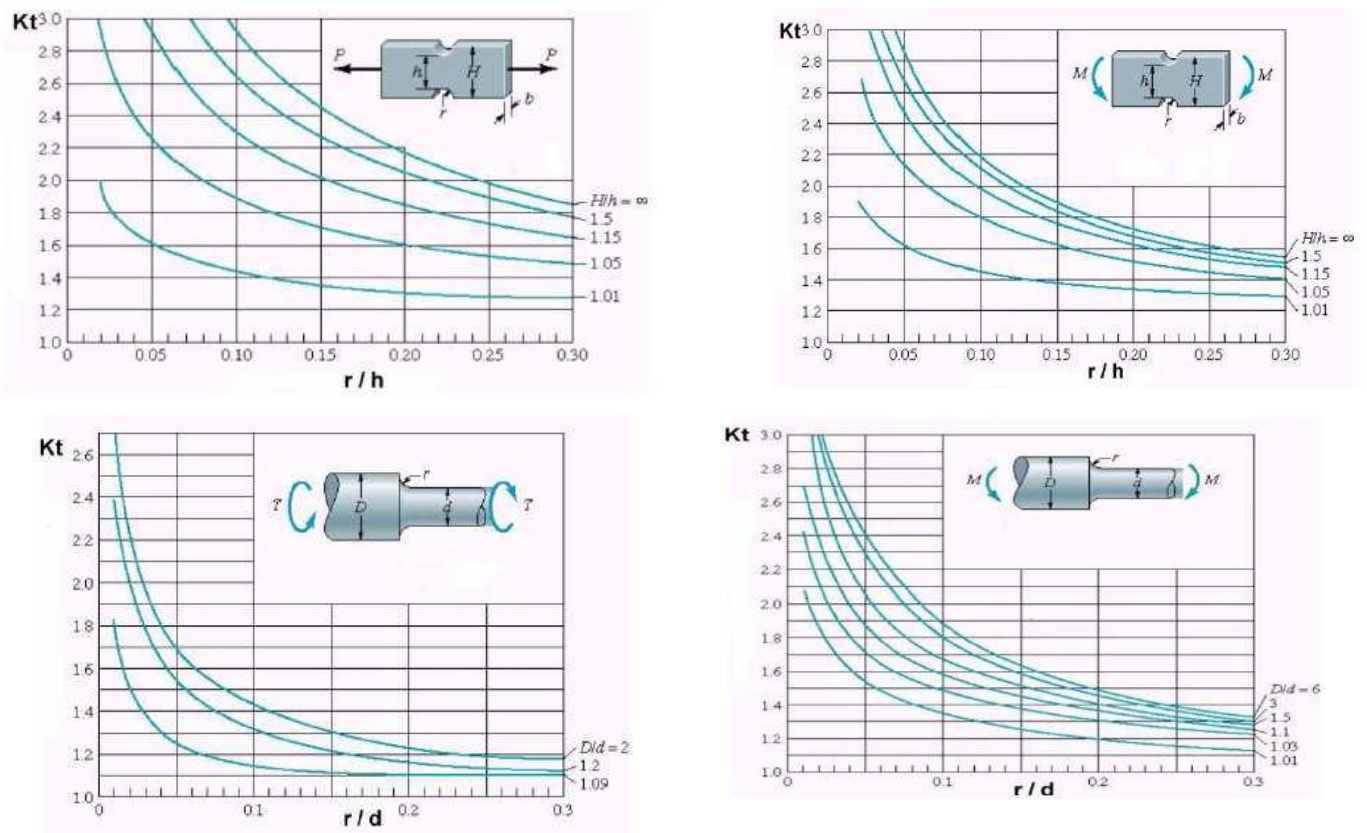 Kt 3.0
2.8
2.6
2.4
2.2
2.0
1.8
1.6
1.4
1.2
1.0
0 0.05 0.10 0.15 0.20 0.25 0.30
r / h
P h H P
r b
H/h = ∞
1.5
1.15
1.05
1.01
Kt 3.0
2.8
2.6
2.4
2.2
2.0
1.8
1.6
1.4
1.2
1.0
0 0.05 0.10 0.15 0.20 0.25 0.30
r / h
M h H M
r b
H/h = ∞
1.5
1.15
1.05
1.01
Kt
2.6
2.4
2.2
2.0
1.8
1.6
1.4
1.2
1.0
0 0.1 0.2 0.3
r / d
r
T D d T
D/d = 2
1.2
1.09
Kt 3.0
2.8
2.6
2.4
2.2
2.0
1.8
1.6
1.4
1.2
1.0
0 0.1 0.2 0.3
r / d
r
M D d M
D/d = 6
3
1.5
1.1
1.03
1.01